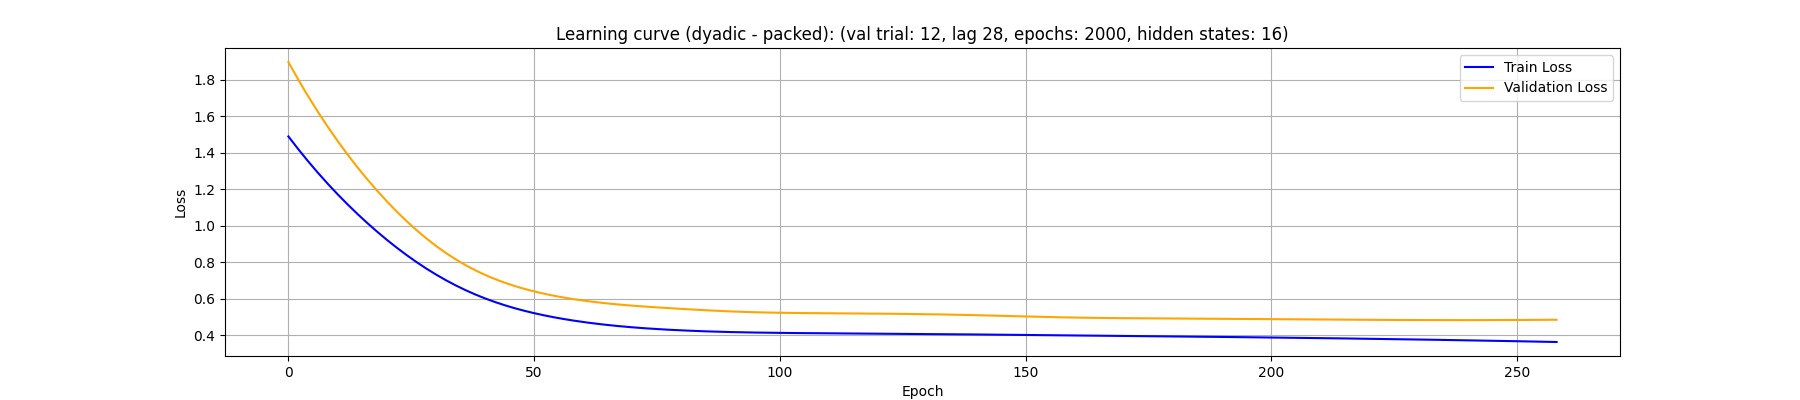 Learning curve (dyadic - packed): (val trial: 12, lag 28, epochs: 2000, hidden states: 16)
Train Loss
Validation Loss
Loss
1.8
1.6
1.4
1.2
1.0
0.8
0.6
0.4
0 50 100 150 200 250
Epoch